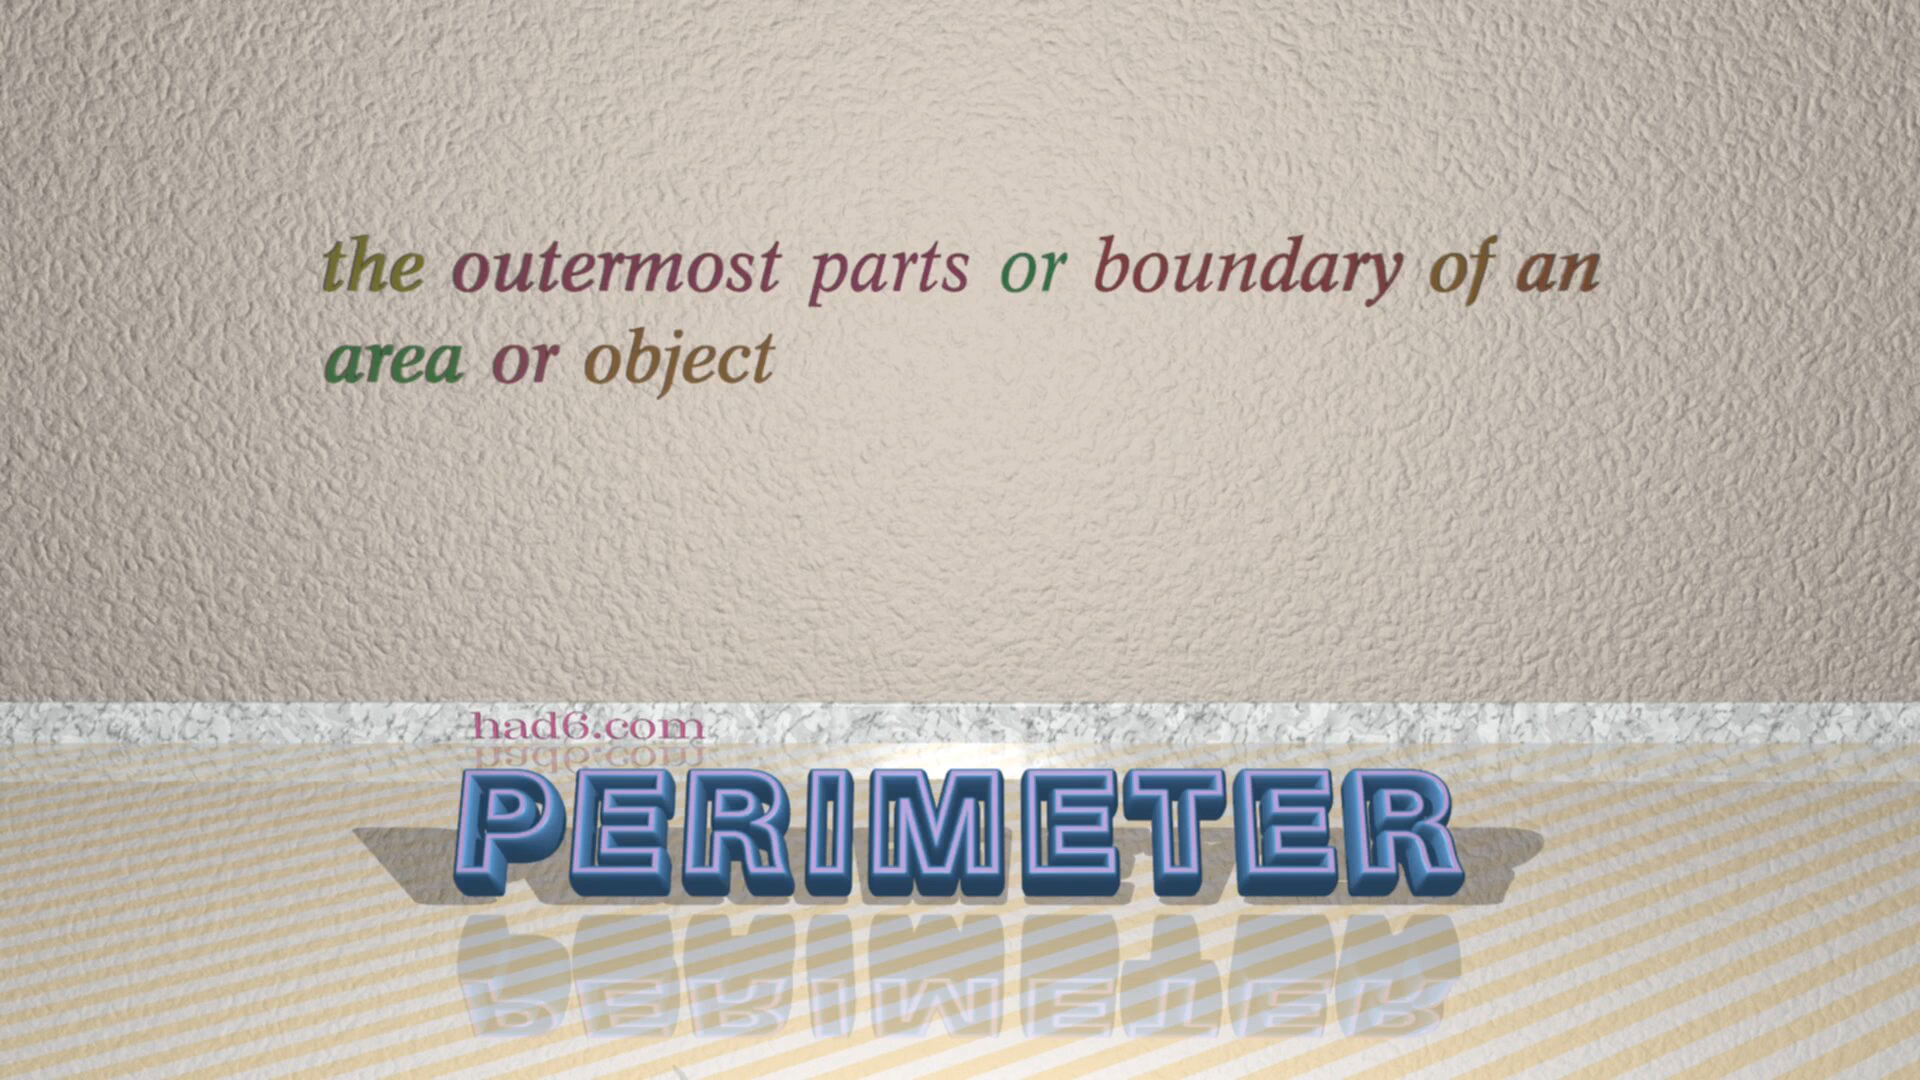 the outermost parts or boundary of an
area or object
had6.com
PERIMETER